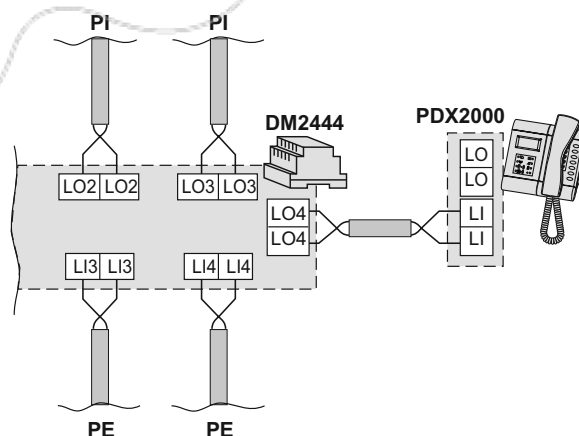 PI PI
DM2444
PDX2000
LO2 LO2 LO3 LO3
LO4
LO4
LO
LO
LI
LI
LI3 LI3 LI4 LI4
PE PE